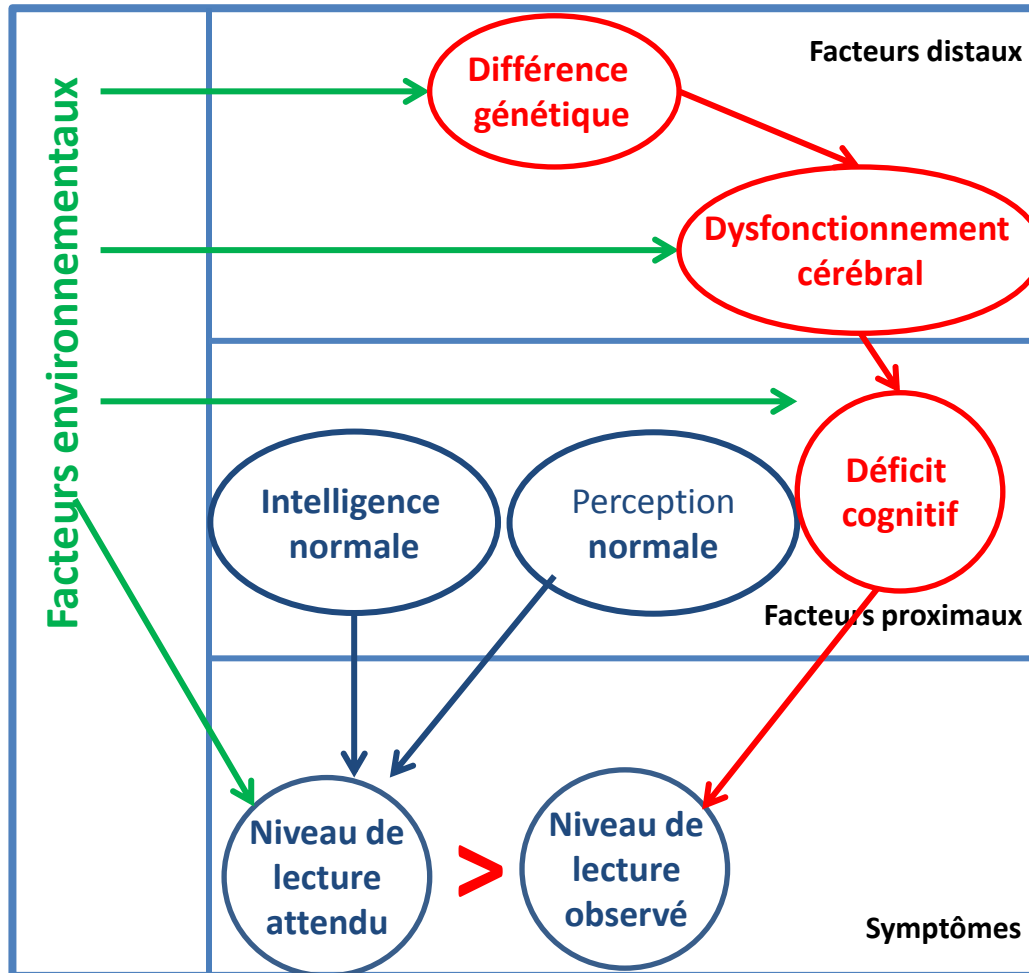 Facteurs environnementaux
Facteurs distaux
Différence
génétique
Dysfonctionnement
cérébral
Intelligence
normale
Perception
normale
Déficit
cognitif
Facteurs proximaux
Niveau de
lecture
attendu
>
Niveau de
lecture
observé
Symptômes